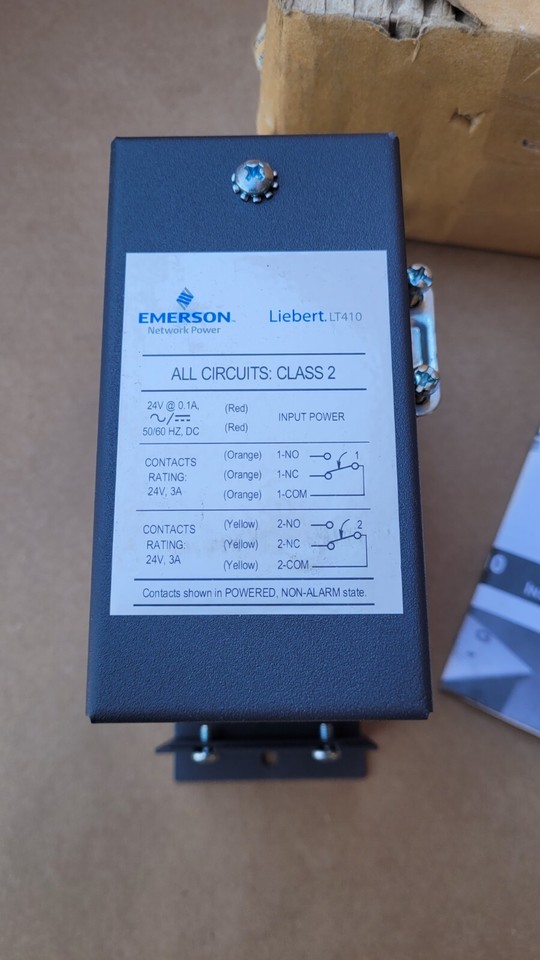 EMERSON™
Network Power
Liebert. LT410
ALL CIRCUITS: CLASS 2
24V @ 0.1A,
50/60 HZ, DC
(Red)
(Red)
INPUT POWER
CONTACTS
RATING:
24V, 3A
(Orange) 1-NO 1
(Orange) 1-NC
(Orange) 1-COM
CONTACTS
RATING:
24V, 3A
(Yellow) 2-NO 2
(Yellow) 2-NC
(Yellow) 2-COM
Contacts shown in POWERED, NON-ALARM state.